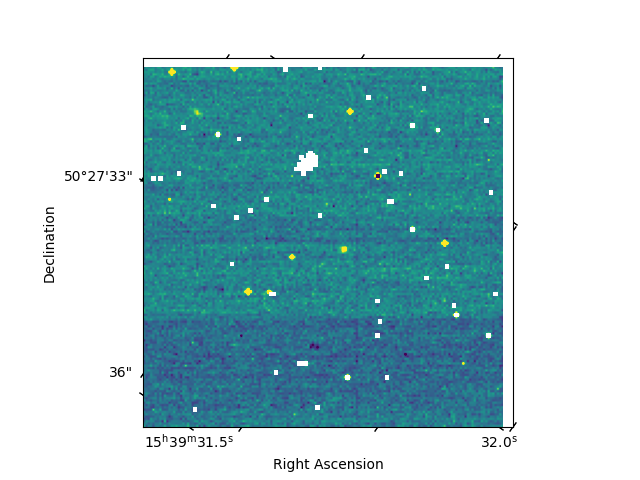 50°27'33"
Declination
36"
15ʰ39ᵐ31.5ˢ
32.0ˢ
Right Ascension